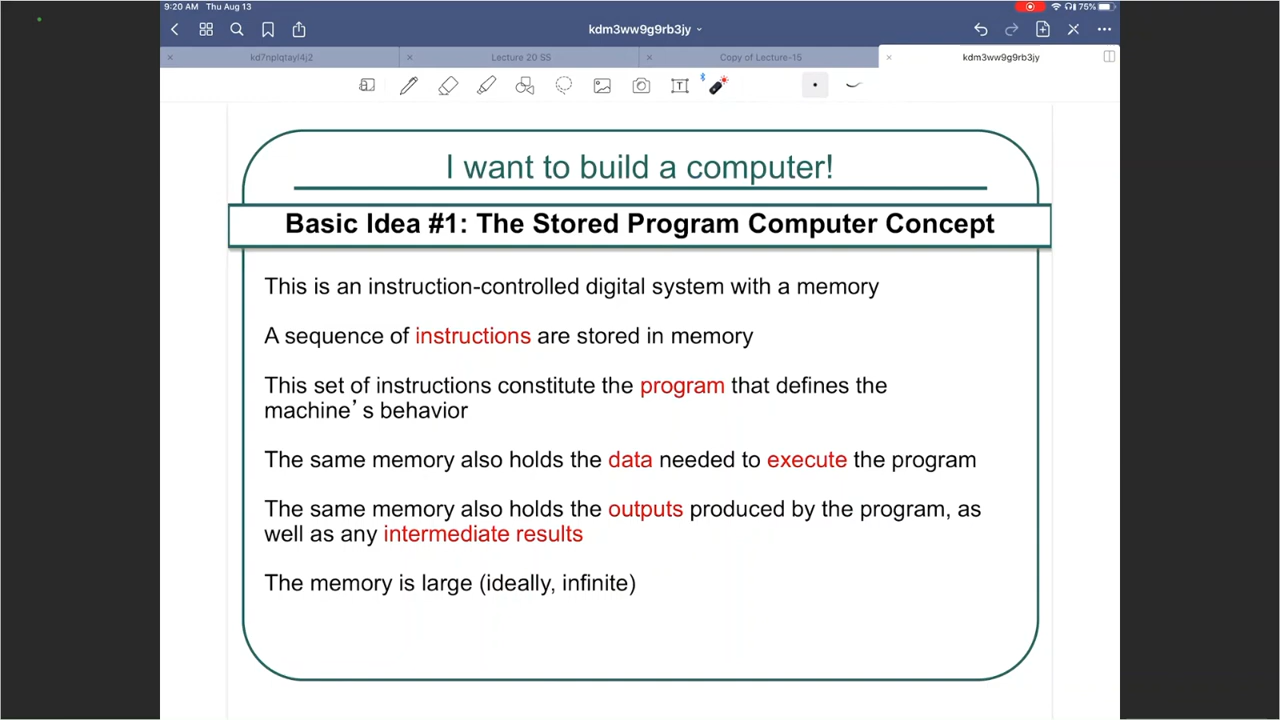 9:20 AM Thu Aug 13
75%
kdm3ww9g9rb3jy
kd7nplqtayl4j2
Lecture 20 SS
Copy of Lecture-15
kdm3ww9g9rb3jy
T
I want to build a computer!
Basic Idea #1: The Stored Program Computer Concept
This is an instruction-controlled digital system with a memory
A sequence of instructions are stored in memory
This set of instructions constitute the program that defines the
machine’s behavior
The same memory also holds the data needed to execute the program
The same memory also holds the outputs produced by the program, as
well as any intermediate results
The memory is large (ideally, infinite)